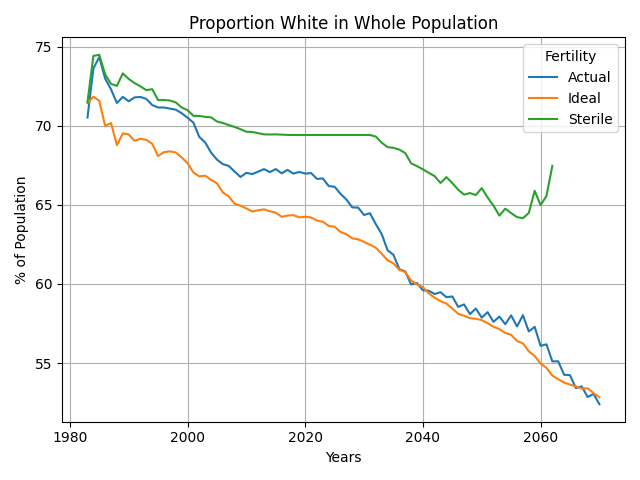 Proportion White in Whole Population
% of Population
75
70
65
60
55
Fertility
Actual
Ideal
Sterile
1980
2000
2020
2040
2060
Years